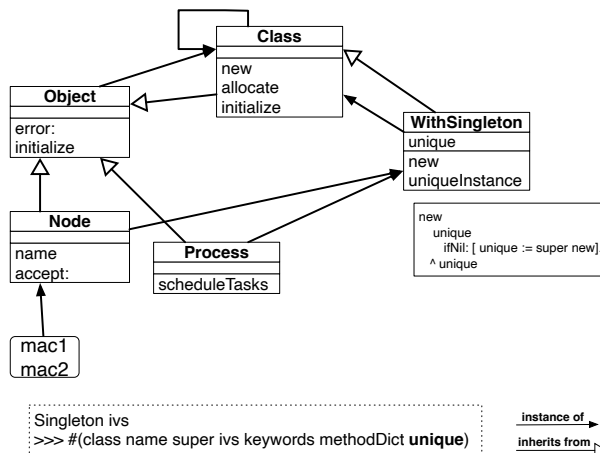 Class
new
allocate
initialize
Object
error:
initialize
WithSingleton
unique
new
uniqueInstance
Node
name
accept:
Process
scheduleTasks
new
unique
ifNil: [ unique := super new].
^ unique
mac1
mac2
Singleton ivs
>>> #(class name super ivs keywords methodDict unique)
instance of
inherits from